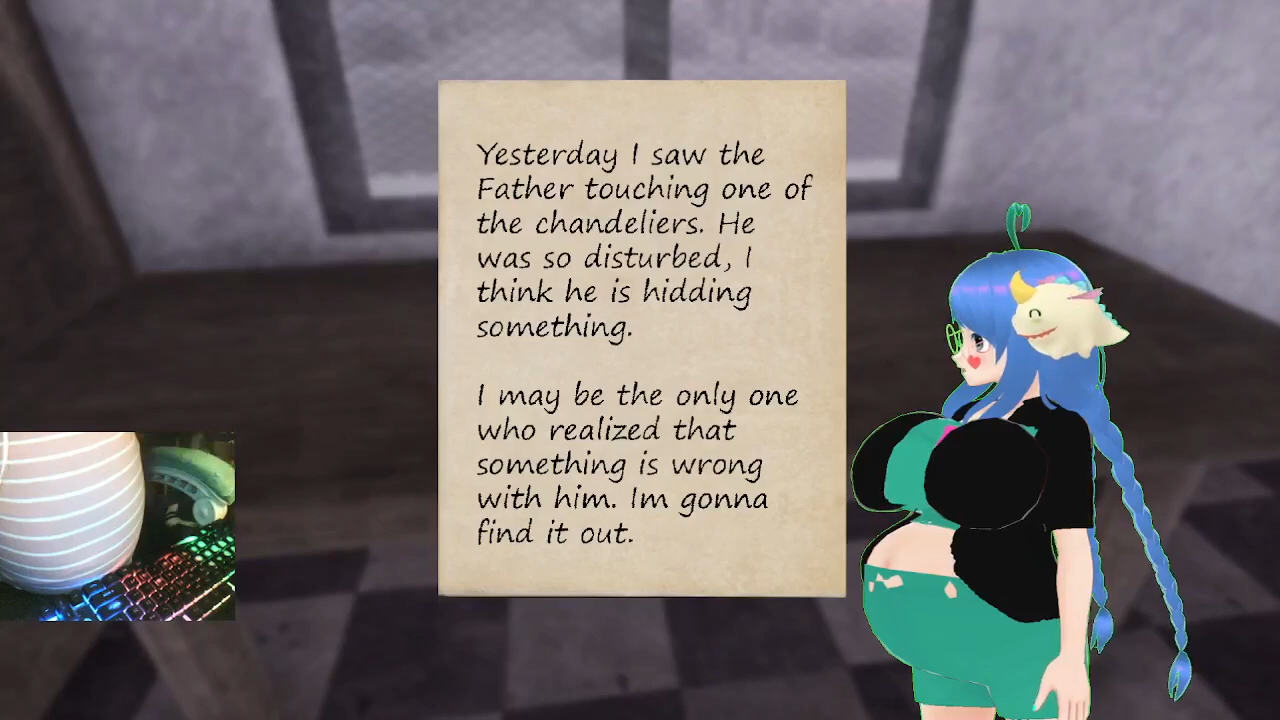 Yesterday I saw the
Father touching one of
the chandeliers. He
was so disturbed, I
think he is hidding
something.
I may be the only one
who realized that
something is wrong
with him. Im gonna
find it out.